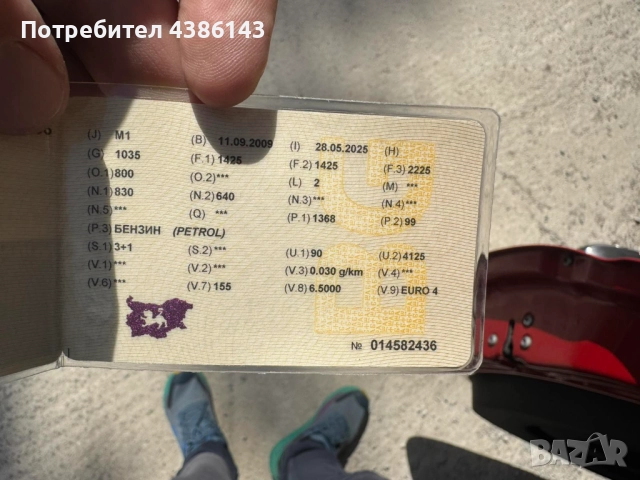 Потребител 4386143
(J) M1 (B) 11.09.2009 (I) 28.05.2025 (H)
(G) 1035 (F.1) 1425 (F.2) 1425 (F.3) 2225
(O.1) 800 (O.2) *** (L) 2 (M) ***
(N.1) 830 (N.2) 640 (N.3) *** (N 4) ***
(N.5) *** (Q) *** (P.1) 1368 (P 2) 99
(P.3) БЕНЗИН (PETROL)
(S.1) 3+1 (S.2) *** (U.1) 90 (U.2) 4125
(V.1) *** (V.2) *** (V.3) 0.030 g/km (V 4) ***
(V.6) *** (V.7) 155 (V.8) 6.5000 (V.9) EURO 4
BG
№ 014582436
BAZAR